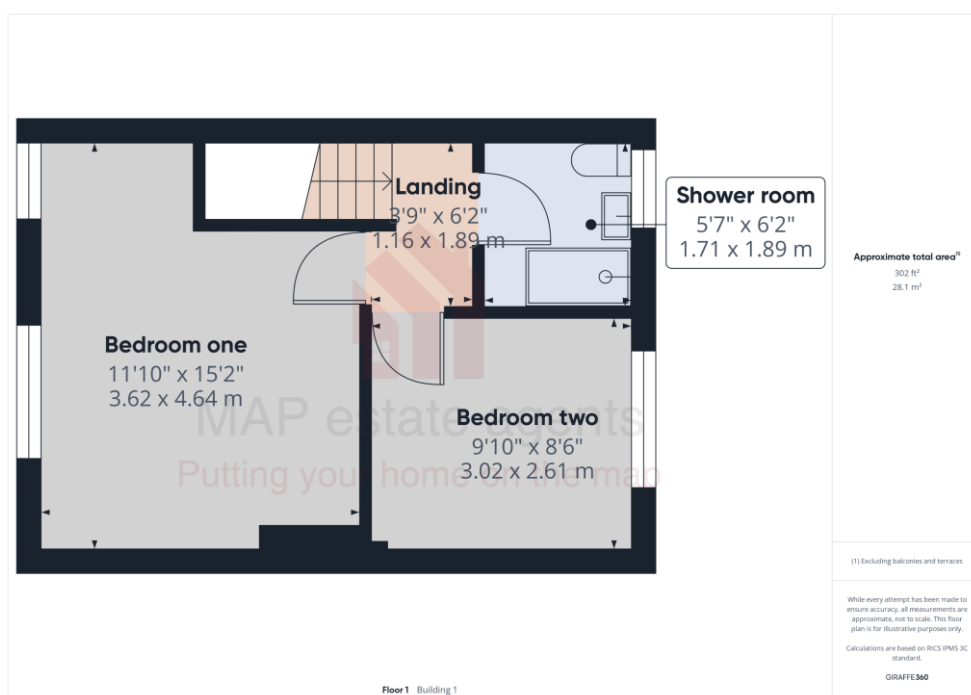 Landing
3'9" x 6'2"
1.16 x 1.89 m
Shower room
5'7" x 6'2"
1.71 x 1.89 m
Bedroom one
11'10" x 15'2"
3.62 x 4.64 m
Bedroom two
9'10" x 8'6"
3.02 x 2.61 m
MAP estate agents
Putting your home on the map
Approximate total area(1)
302 ft²
28.1 m²
(1) Excluding balconies and terraces
While every attempt has been made to
ensure accuracy, all measurements are
approximate, not to scale. This floor
plan is for illustrative purposes only.
Calculations are based on RICS IPMS 3C
standard.
GIRAFFE360
Floor 1 Building 1